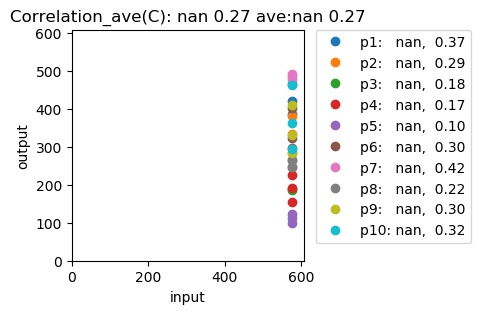 Correlation_ave(C): nan 0.27 ave:nan 0.27
600
500
400
300
200
100
0
output
0 200 400 600
input
p1: nan, 0.37
p2: nan, 0.29
p3: nan, 0.18
p4: nan, 0.17
p5: nan, 0.10
p6: nan, 0.30
p7: nan, 0.42
p8: nan, 0.22
p9: nan, 0.30
p10: nan, 0.32